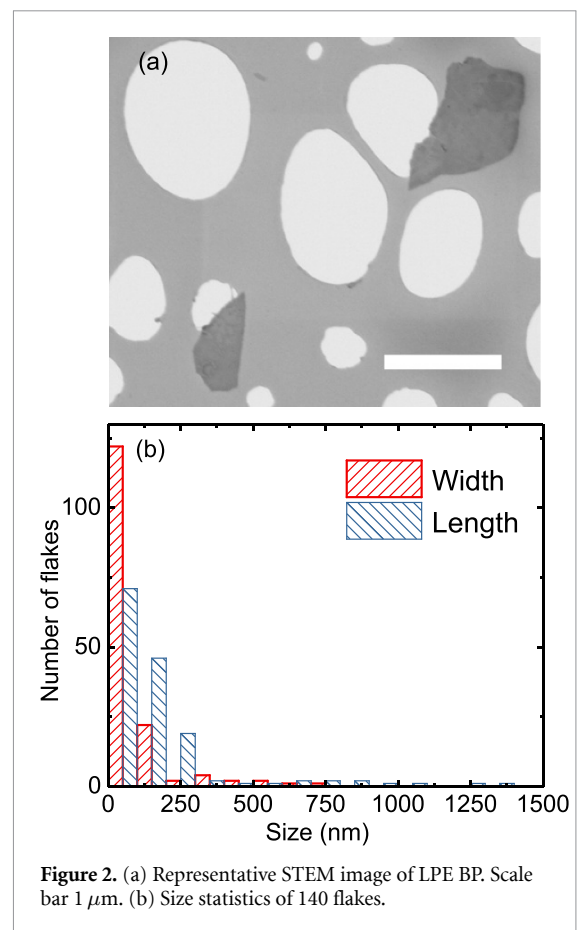 (a)
(b)
Width
Length
Number of flakes
100
50
0
0 250 500 750 1000 1250 1500
Size (nm)
Figure 2. (a) Representative STEM image of LPE BP. Scale
bar 1 μm. (b) Size statistics of 140 flakes.